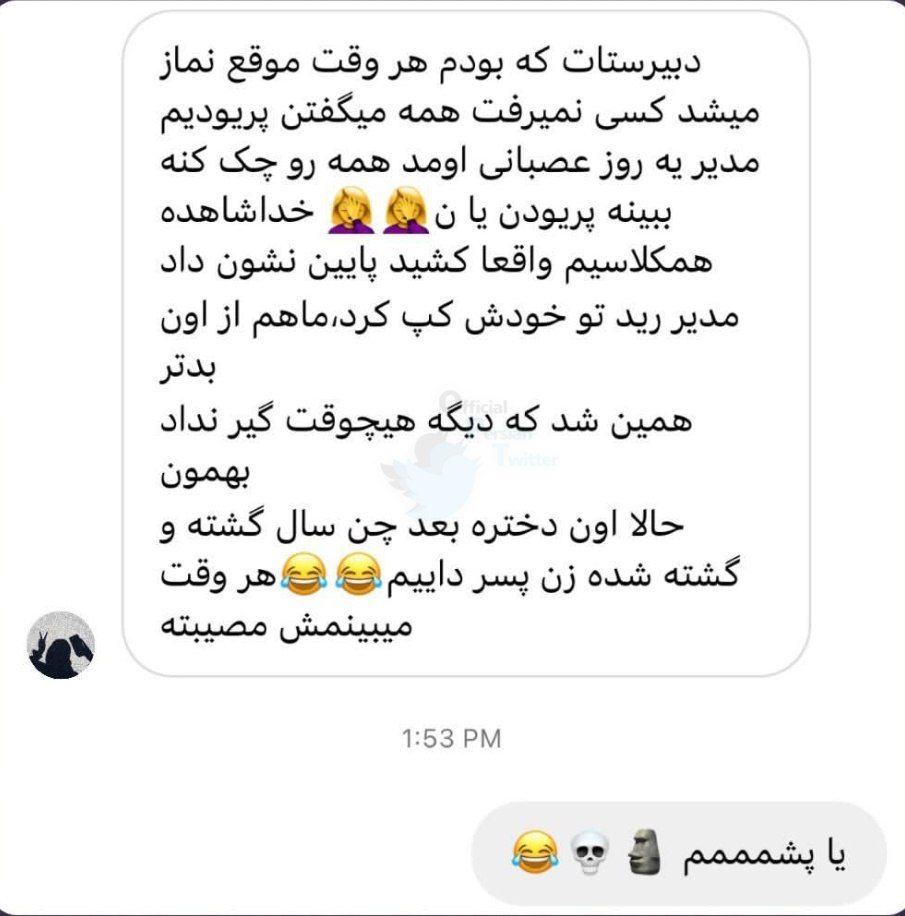 دبیرستات که بودم هر وقت موقع نماز
میشد کسی نمیرفت همه میگفتن پریودیم
مدیر یه روز عصبانی اومد همه رو چک کنه
ببینه پریودن یا ن🤦‍♀️🤦‍♀️ خداشاهده
همکلاسیم واقعا کشید پایین نشون داد
مدیر رید تو خودش کپ کرد،ماهم از اون
بدتر
همین شد که دیگه هیچوقت گیر نداد
بهمون
حالا اون دختره بعد چن سال گشته و
گشته شده زن پسر داییم😂😂هر وقت
میبینمش مصیبته
Official
Persian
Twitter
1:53 PM
یا پشمممم 🗿💀😂